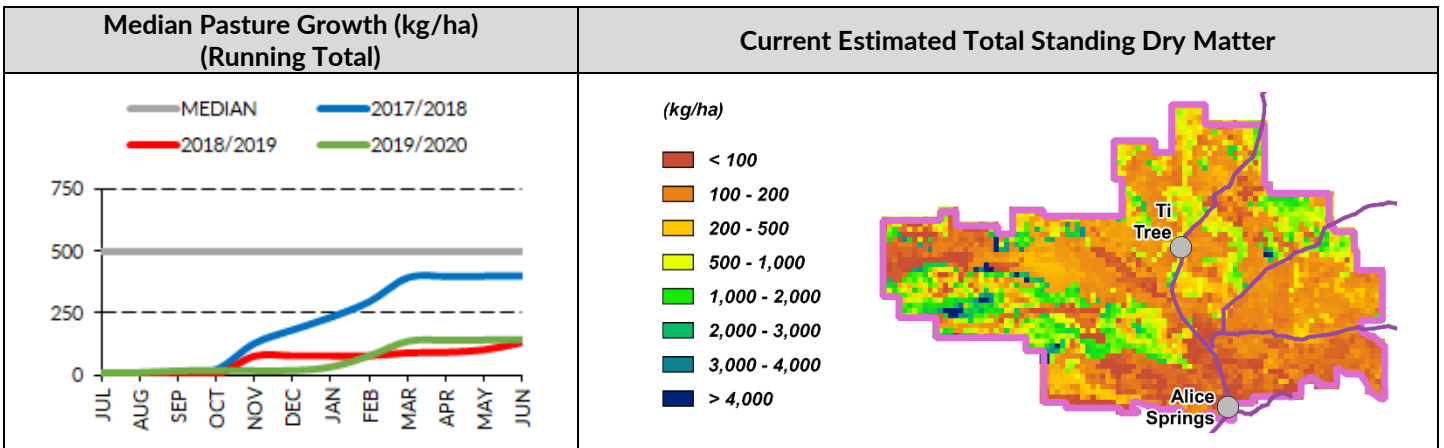 Median Pasture Growth (kg/ha)
(Running Total)
Current Estimated Total Standing Dry Matter
MEDIAN
2017/2018
2018/2019
2019/2020
750
500
250
0
JUL
AUG
SEP
OCT
NOV
DEC
JAN
FEB
MAR
APR
MAY
JUN
(kg/ha)
< 100
100 - 200
200 - 500
500 - 1,000
1,000 - 2,000
2,000 - 3,000
3,000 - 4,000
> 4,000
Ti
Tree
Alice
Springs